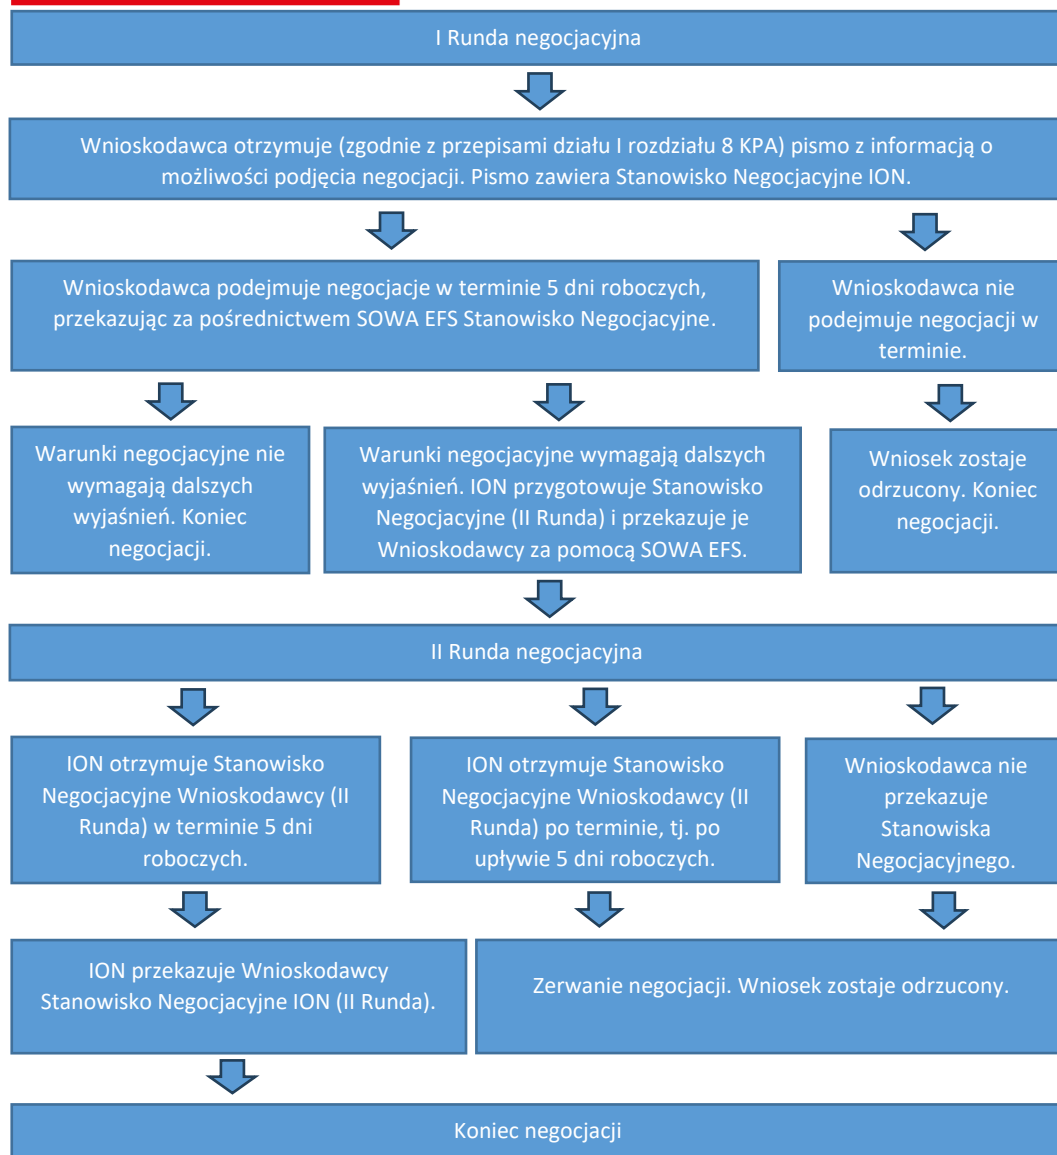 I Runda negocjacyjna
Wnioskodawca otrzymuje (zgodnie z przepisami działu I rozdziału 8 KPA) pismo z informacją o
możliwości podjęcia negocjacji. Pismo zawiera Stanowisko Negocjacyjne ION.
Wnioskodawca podejmuje negocjacje w terminie 5 dni roboczych,
przekazując za pośrednictwem SOWA EFS Stanowisko Negocjacyjne.
Wnioskodawca nie
podejmuje negocjacji w
terminie.
Warunki negocjacyjne nie
wymagają dalszych
wyjaśnień. Koniec
negocjacji.
Warunki negocjacyjne wymagają dalszych
wyjaśnień. ION przygotowuje Stanowisko
Negocjacyjne (II Runda) i przekazuje je
Wnioskodawcy za pomocą SOWA EFS.
Wniosek zostaje
odrzucony. Koniec
negocjacji.
II Runda negocjacyjna
ION otrzymuje Stanowisko
Negocjacyjne Wnioskodawcy (II
Runda) w terminie 5 dni
roboczych.
ION otrzymuje Stanowisko
Negocjacyjne Wnioskodawcy (II
Runda) po terminie, tj. po
upływie 5 dni roboczych.
Wnioskodawca nie
przekazuje
Stanowiska
Negocjacyjnego.
ION przekazuje Wnioskodawcy
Stanowisko Negocjacyjne ION (II Runda).
Zerwanie negocjacji. Wniosek zostaje odrzucony.
Koniec negocjacji